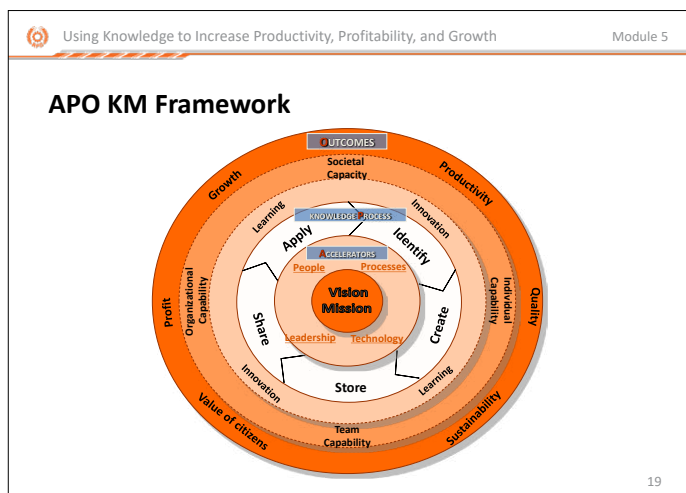 Using Knowledge to Increase Productivity, Profitability, and Growth
Module 5
APO KM Framework
OUTCOMES
Societal
Capacity
Growth
Productivity
Learning
Innovation
KNOWLEDGE PROCESS
Apply
Identify
ACCELERATORS
People
Processes
Vision
Mission
Organizational
Capability
Individual
Capability
Profit
Quality
Share
Create
Leadership
Technology
Store
Innovation
Learning
Value of citizens
Sustainability
Team
Capability
19